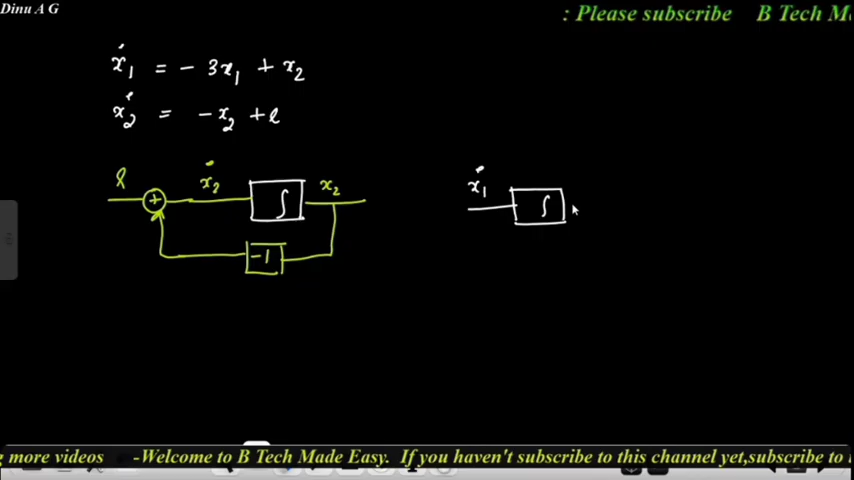 Dinu A G
: Please subscribe B Tech M
ẋ₁ = - 3x₁ + x₂
ẋ₂ = -x₂ + r
r + ẋ₂ ∫ x₂
-1
ẋ₁ ∫
more videos -Welcome to B Tech Made Easy. If you haven't subscribe to this channel yet,subscribe to